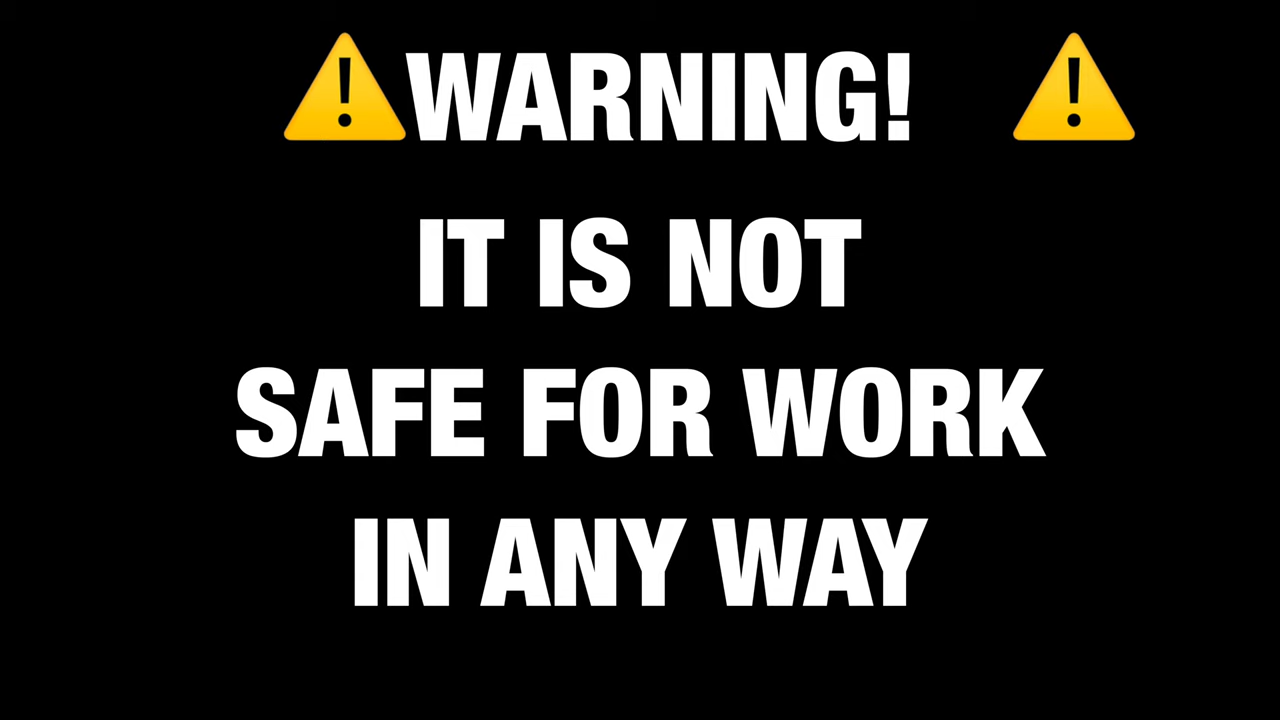 ⚠️WARNING! ⚠️
IT IS NOT
SAFE FOR WORK
IN ANY WAY